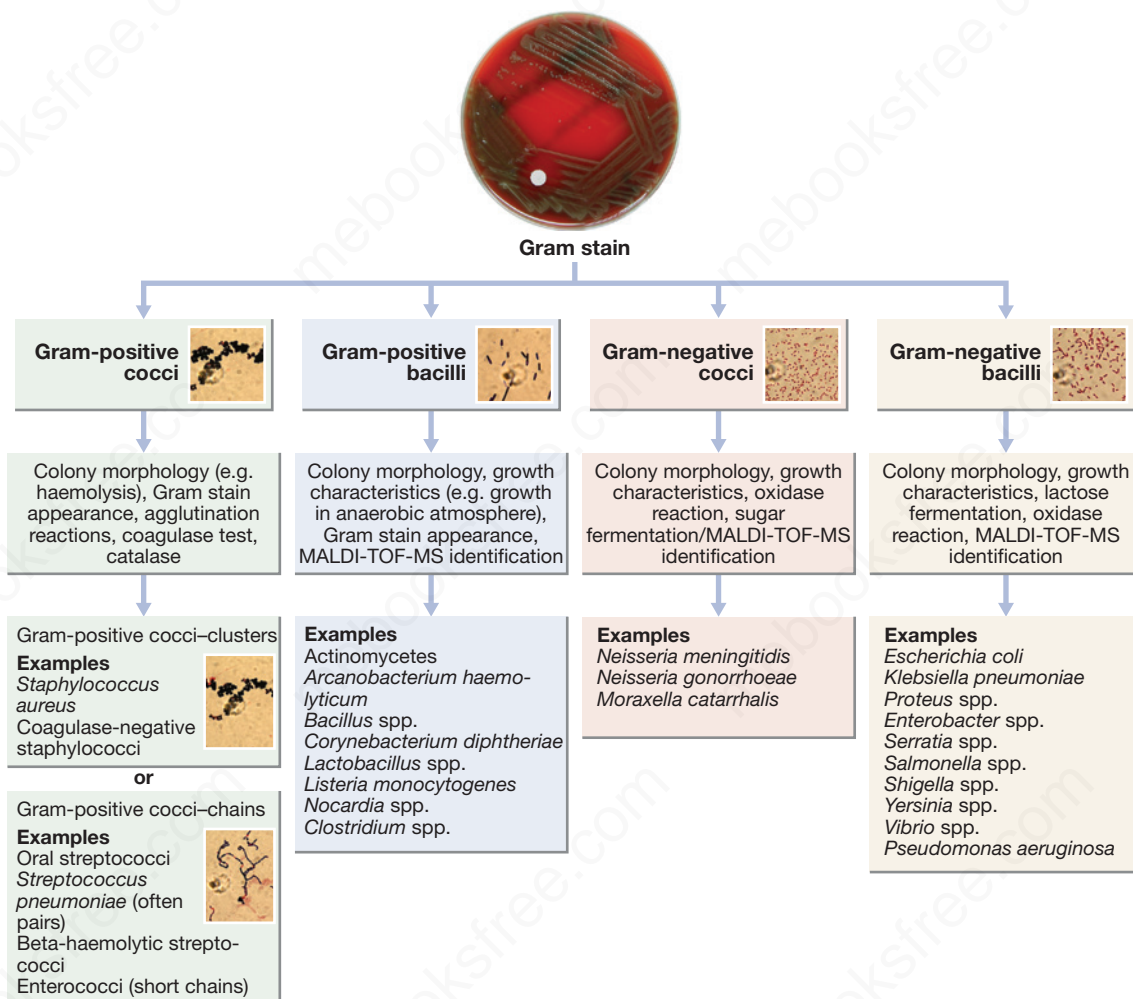 Gram stain
Gram-positive
cocci
Colony morphology (e.g.
haemolysis), Gram stain
appearance, agglutination
reactions, coagulase test,
catalase
Gram-positive cocci–clusters
Examples
Staphylococcus
aureus
Coagulase-negative
staphylococci
or
Gram-positive cocci–chains
Examples
Oral streptococci
Streptococcus
pneumoniae (often
pairs)
Beta-haemolytic strepto-
cocci
Enterococci (short chains)
Gram-positive
bacilli
Colony morphology, growth
characteristics (e.g. growth
in anaerobic atmosphere),
Gram stain appearance,
MALDI-TOF-MS identification
Examples
Actinomycetes
Arcanobacterium haemo-
lyticum
Bacillus spp.
Corynebacterium diphtheriae
Lactobacillus spp.
Listeria monocytogenes
Nocardia spp.
Clostridium spp.
Gram-negative
cocci
Colony morphology, growth
characteristics, oxidase
reaction, sugar
fermentation/MALDI-TOF-MS
identification
Examples
Neisseria meningitidis
Neisseria gonorrhoeae
Moraxella catarrhalis
Gram-negative
bacilli
Colony morphology, growth
characteristics, lactose
fermentation, oxidase
reaction, MALDI-TOF-MS
identification
Examples
Escherichia coli
Klebsiella pneumoniae
Proteus spp.
Enterobacter spp.
Serratia spp.
Salmonella spp.
Shigella spp.
Yersinia spp.
Vibrio spp.
Pseudomonas aeruginosa
mebooksfree.com